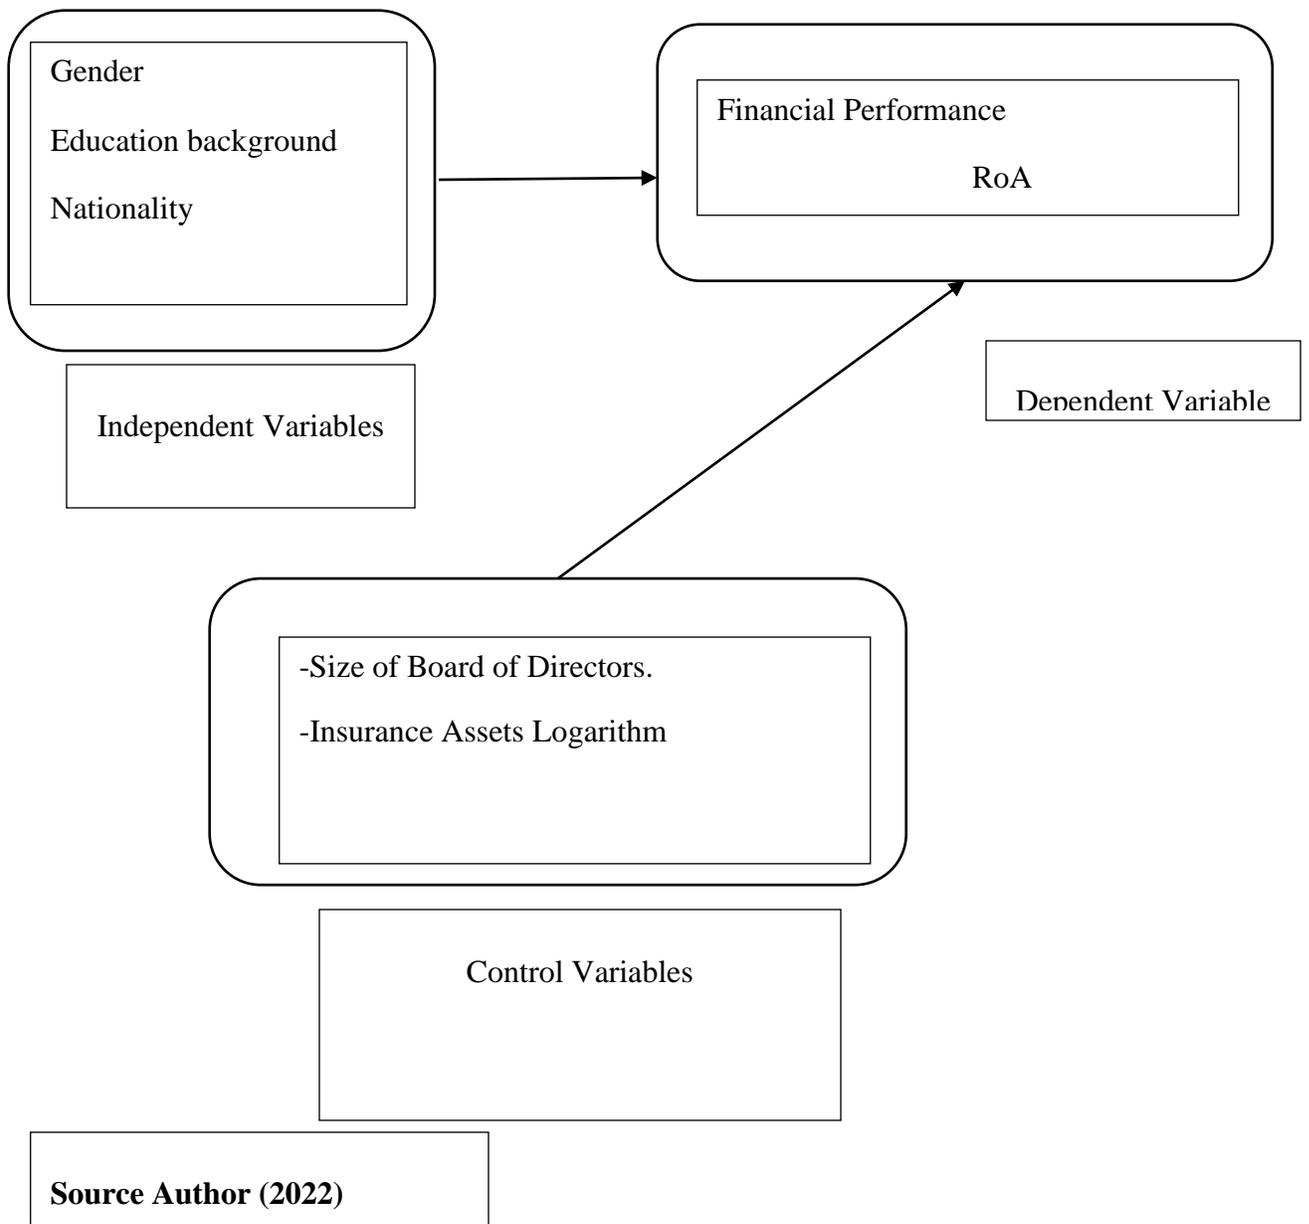 Gender
Education background
Nationality
Financial Performance
RoA
Independent Variables
Dependent Variable
-Size of Board of Directors.
-Insurance Assets Logarithm
Control Variables
Source Author (2022)